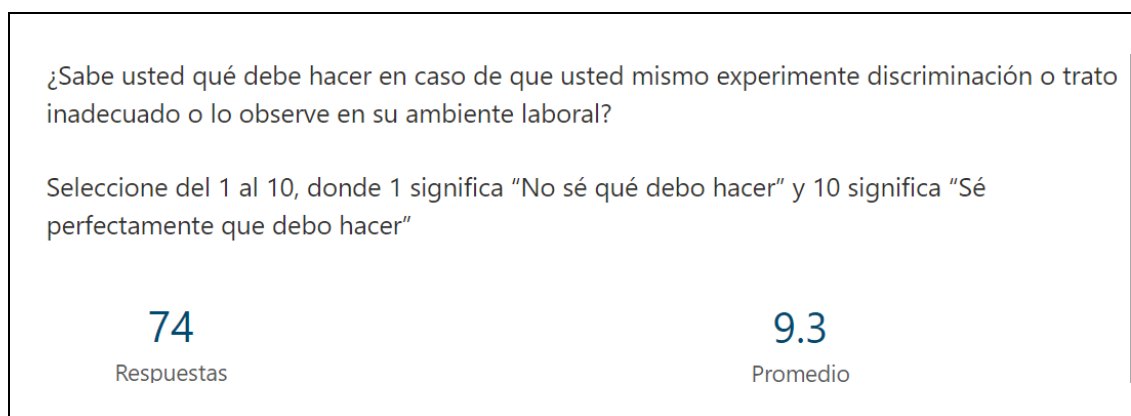 ¿Sabe usted qué debe hacer en caso de que usted mismo experimente discriminación o trato
inadecuado o lo observe en su ambiente laboral?
Seleccione del 1 al 10, donde 1 significa “No sé qué debo hacer” y 10 significa “Sé
perfectamente que debo hacer”
74
Respuestas
9.3
Promedio